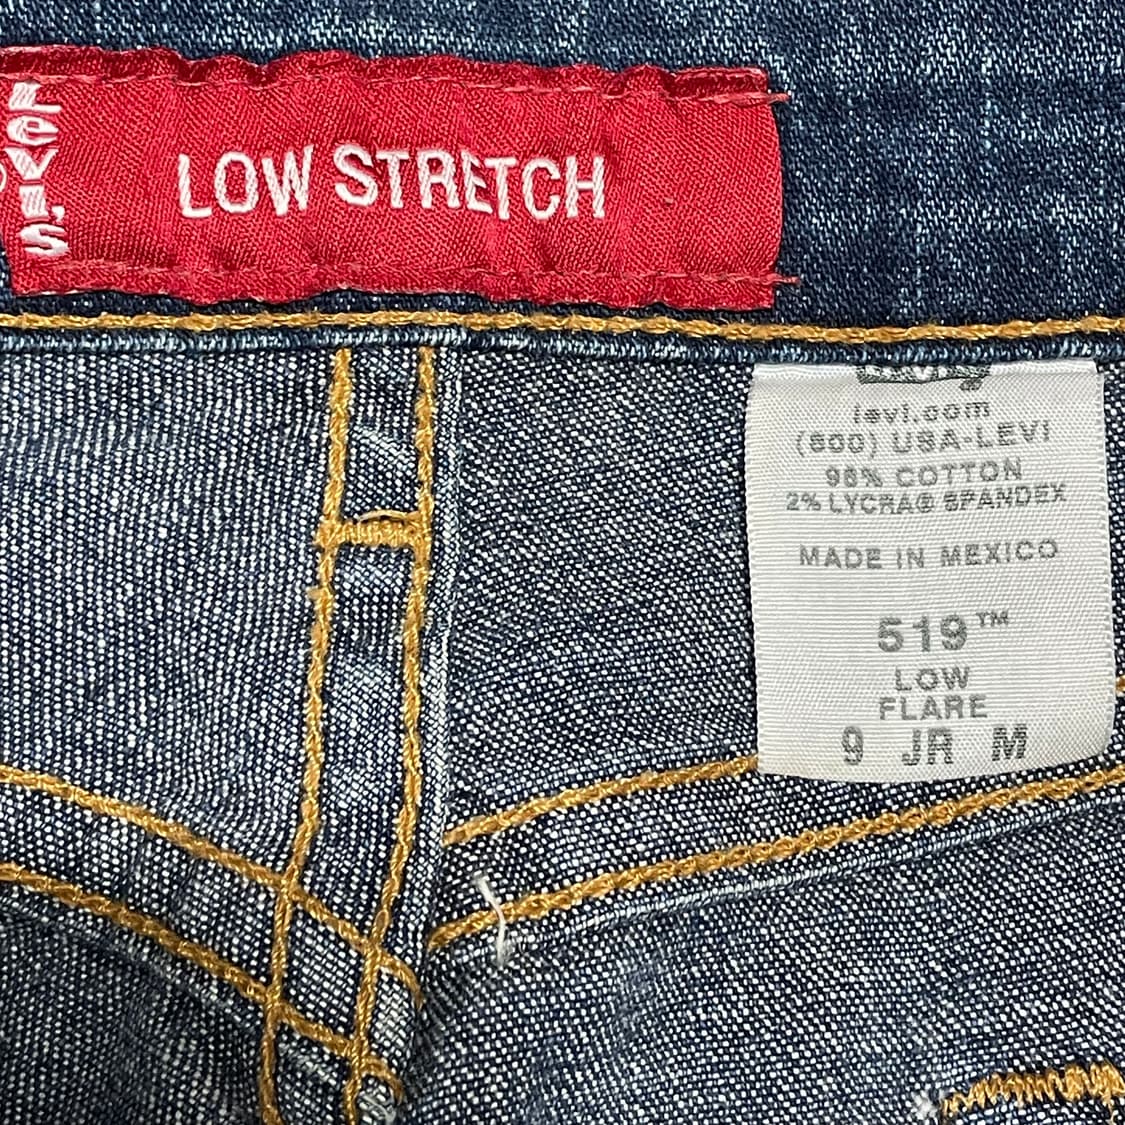 LEVI'S
LOW STRETCH
levi.com
(800) USA-LEVI
98% COTTON
2% LYCRA® SPANDEX
MADE IN MEXICO
519™
LOW
FLARE
9 JR M